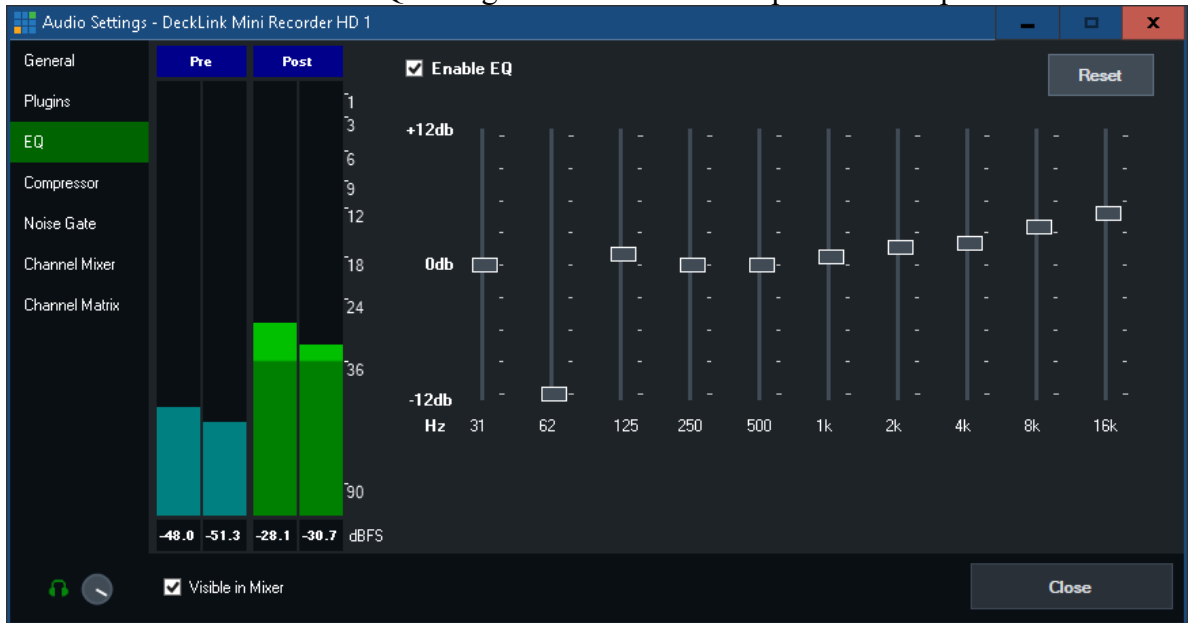 Audio Settings - DeckLink Mini Recorder HD 1
X
General
Plugins
EQ
Compressor
Noise Gate
Channel Mixer
Channel Matrix
Pre Post
1
3
6
9
12
18
24
36
90
-48.0 -51.3 -28.1 -30.7 dBFS
Enable EQ
Reset
+12db
0db
-12db
Hz 31 62 125 250 500 1k 2k 4k 8k 16k
Visible in Mixer
Close